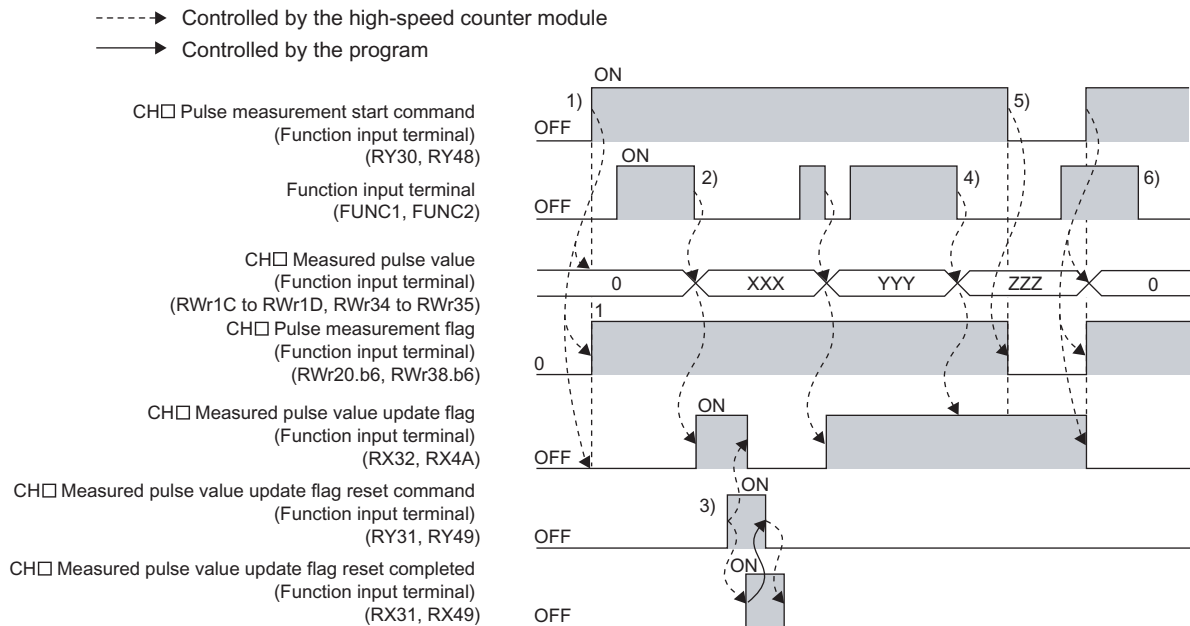 Controlled by the high-speed counter module
Controlled by the program
ON
1)
5)
CH□ Pulse measurement start command
(Function input terminal)
(RY30, RY48)
OFF
ON
2)
4)
6)
Function input terminal
(FUNC1, FUNC2)
OFF
CH□ Measured pulse value
(Function input terminal)
(RWr1C to RWr1D, RWr34 to RWr35)
0
XXX
YYY
ZZZ
0
CH□ Pulse measurement flag
(Function input terminal)
(RWr20.b6, RWr38.b6)
1
0
CH□ Measured pulse value update flag
(Function input terminal)
(RX32, RX4A)
ON
OFF
CH□ Measured pulse value update flag reset command
(Function input terminal)
(RY31, RY49)
ON
3)
OFF
CH□ Measured pulse value update flag reset completed
(Function input terminal)
(RX31, RX49)
ON
OFF